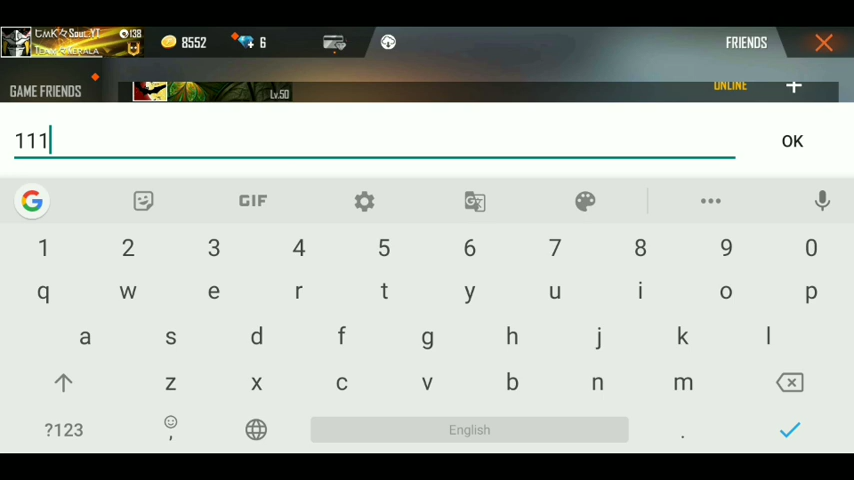 138
8552
6
FRIENDS
GAME FRIENDS
Lv.50
ONLINE
111
OK
GIF
1 2 3 4 5 6 7 8 9 0
q w e r t y u i o p
a s d f g h j k l
z x c v b n m
?123 , English .